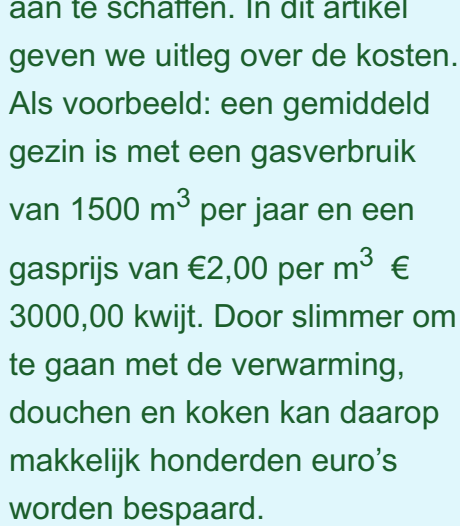 aan te schaffen. In dit artikel
geven we uitleg over de kosten.
Als voorbeeld: een gemiddeld
gezin is met een gasverbruik
van 1500 m³ per jaar en een
gasprijs van €2,00 per m³ €
3000,00 kwijt. Door slimmer om
te gaan met de verwarming,
douchen en koken kan daarop
makkelijk honderden euro's
worden bespaard.